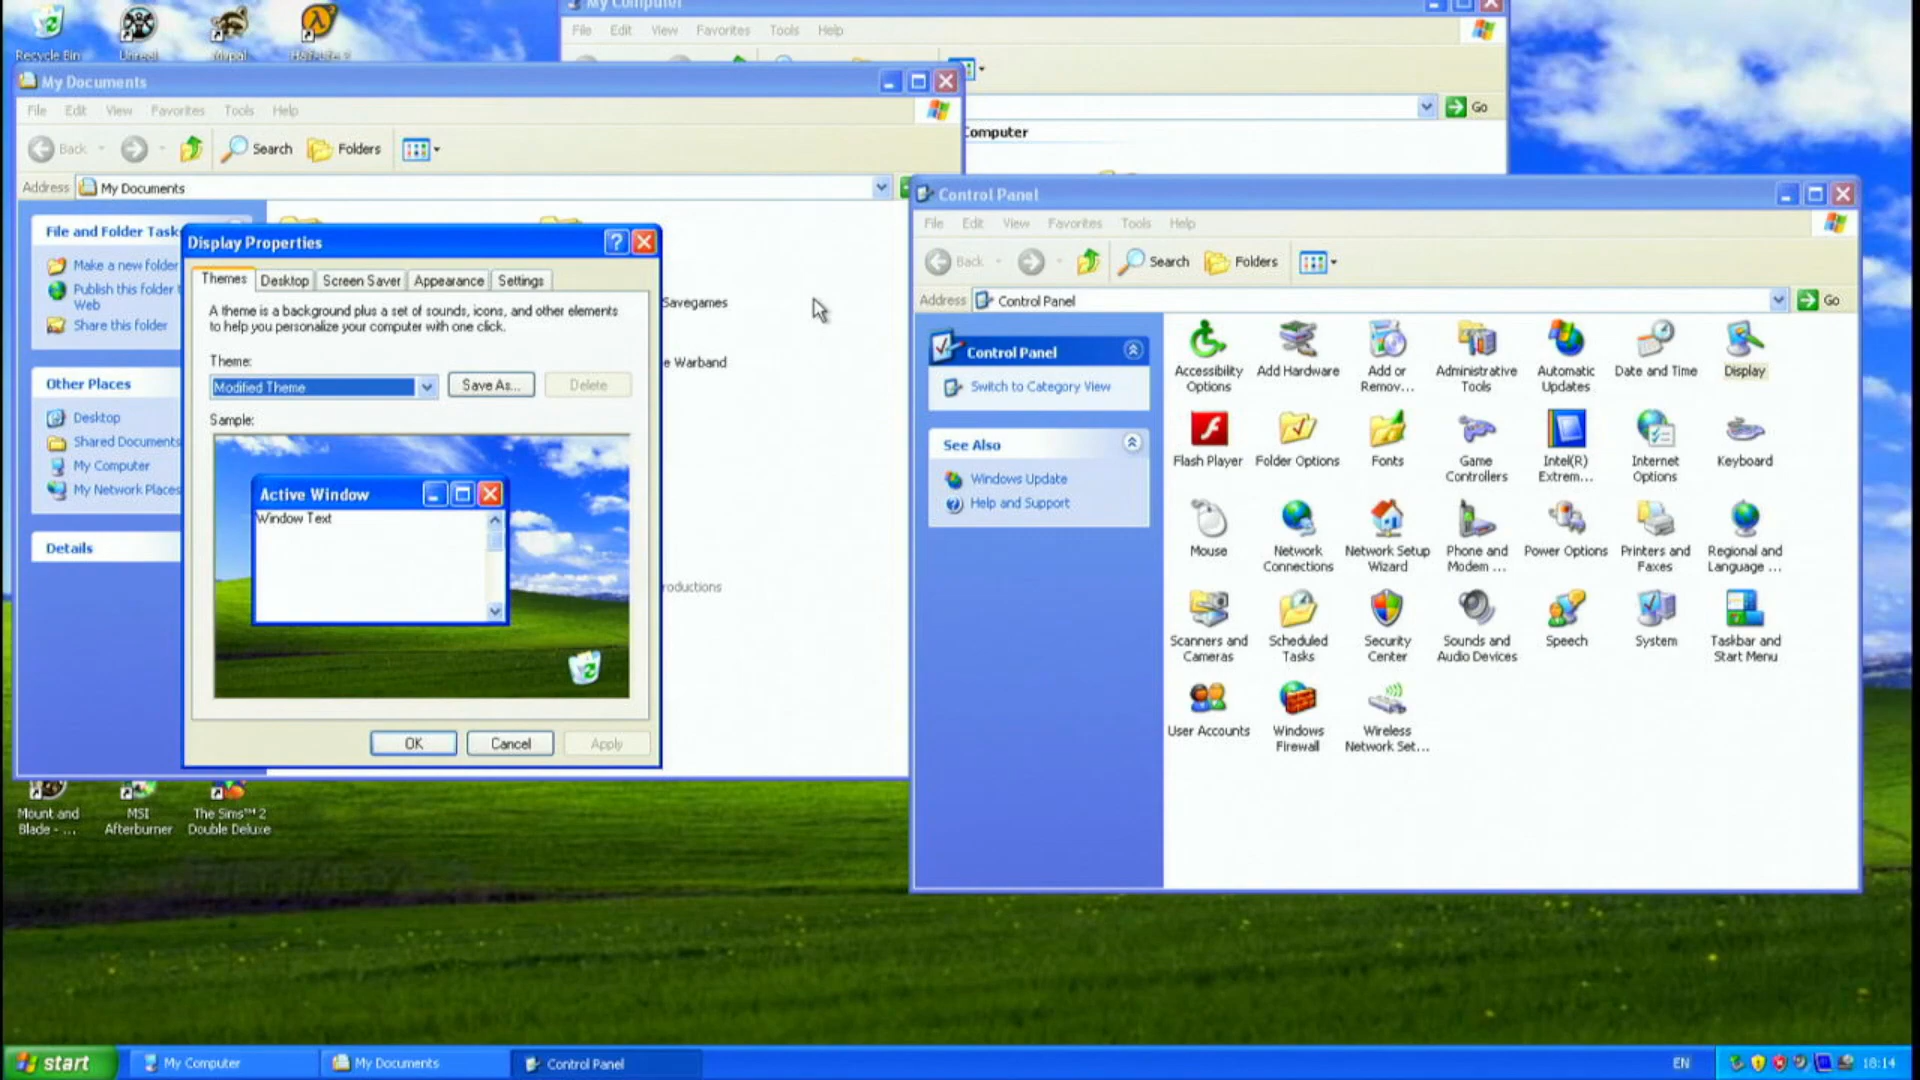 My Computer
File Edit View Favorites Tools Help
Recycle Bin
Unreal
Mypal
My Documents
File Edit View Favorites Tools Help
Go
Computer
Back
Search
Folders
Address
My Documents
File and Folder Tasks
Make a new folder
Publish this folder t
Web
Share this folder
Other Places
Desktop
Shared Documents
My Computer
My Network Places
Details
Savegames
e Warband
roductions
Display Properties
Themes
Desktop
Screen Saver
Appearance
Settings
A theme is a background plus a set of sounds, icons, and other elements
to help you personalize your computer with one click.
Theme:
Modified Theme
Save As...
Delete
Sample:
Active Window
Window Text
OK
Cancel
Apply
Control Panel
File Edit View Favorites Tools Help
Back
Search
Folders
Address
Control Panel
Go
Control Panel
Switch to Category View
See Also
Windows Update
Help and Support
Accessibility
Options
Add Hardware
Add or
Remov...
Administrative
Tools
Automatic
Updates
Date and Time
Display
Flash Player
Folder Options
Fonts
Game
Controllers
Intel(R)
Extrem...
Internet
Options
Keyboard
Mouse
Network
Connections
Network Setup
Wizard
Phone and
Modem ...
Power Options
Printers and
Faxes
Regional and
Language ...
Scanners and
Cameras
Scheduled
Tasks
Security
Center
Sounds and
Audio Devices
Speech
System
Taskbar and
Start Menu
User Accounts
Windows
Firewall
Wireless
Network Set...
Mount and
Blade - ...
MSI
Afterburner
The Sims™ 2
Double Deluxe
start
My Computer
My Documents
Control Panel
EN
18:14